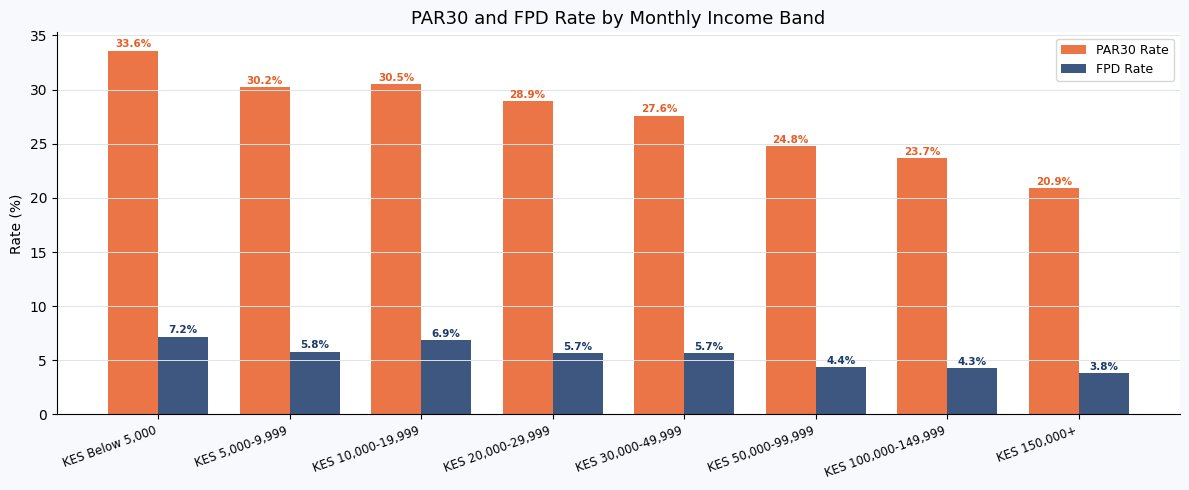 PAR30 and FPD Rate by Monthly Income Band
PAR30 Rate
FPD Rate
Rate (%)
35
30
25
20
15
10
5
0
33.6%
7.2%
30.2%
5.8%
30.5%
6.9%
28.9%
5.7%
27.6%
5.7%
24.8%
4.4%
23.7%
4.3%
20.9%
3.8%
KES Below 5,000
KES 5,000-9,999
KES 10,000-19,999
KES 20,000-29,999
KES 30,000-49,999
KES 50,000-99,999
KES 100,000-149,999
KES 150,000+